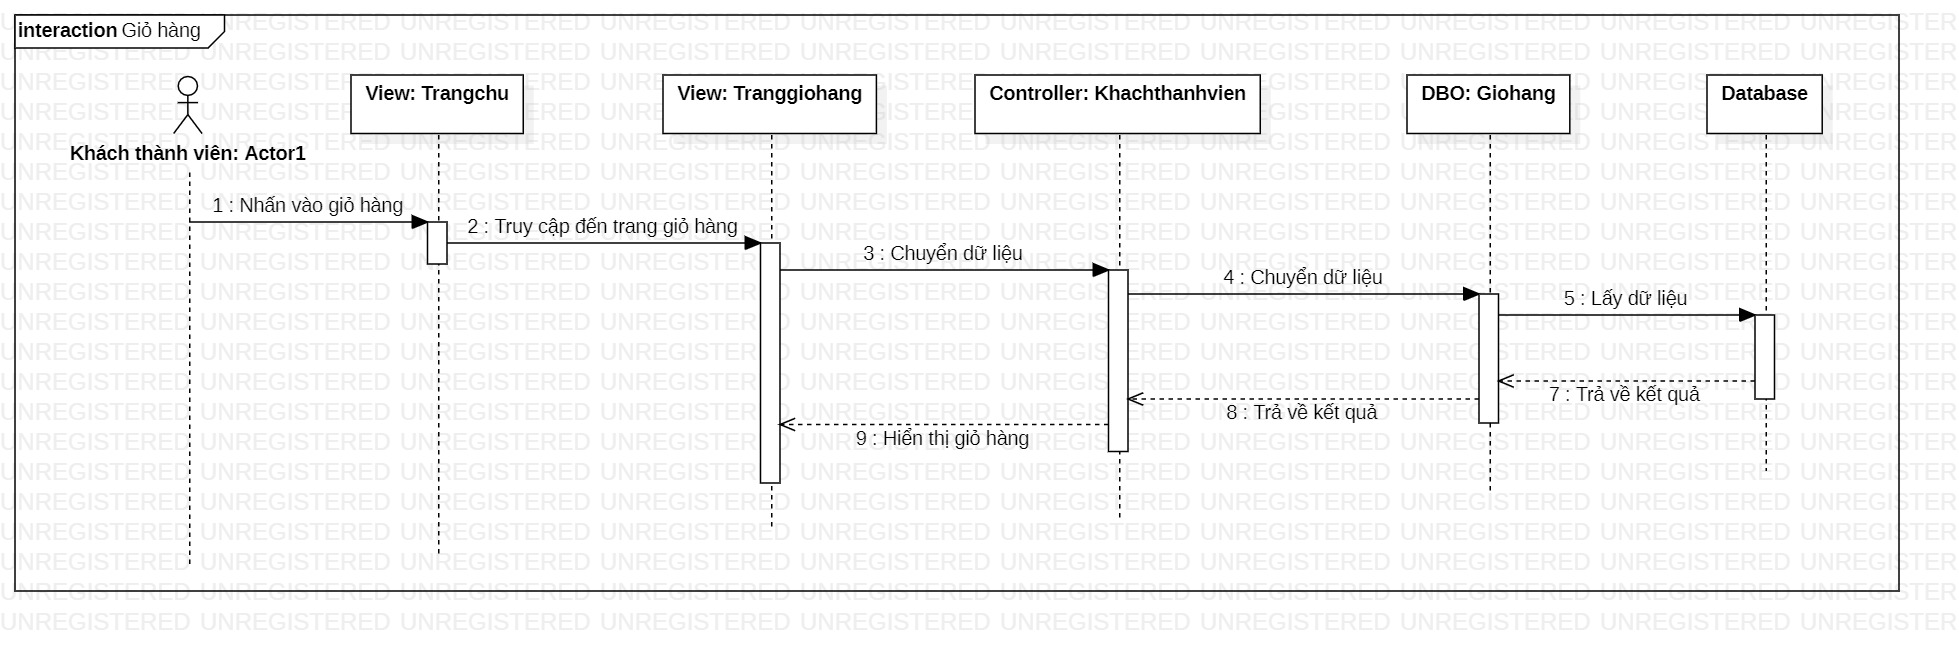 interaction Giỏ hàng
View: Trangchu
View: Tranggiohang
Controller: Khachthanhvien
DBO: Giohang
Database
Khách thành viên: Actor1
1 : Nhấn vào giỏ hàng
2 : Truy cập đến trang giỏ hàng
3 : Chuyển dữ liệu
4 : Chuyển dữ liệu
5 : Lấy dữ liệu
7 : Trả về kết quả
8 : Trả về kết quả
9 : Hiển thị giỏ hàng
UNREGISTERED UNREGISTERED UNREGISTERED UNREGISTERED UNREGISTERED UNREGISTERED UNREGISTERED UNREGISTERED UNREGISTERED